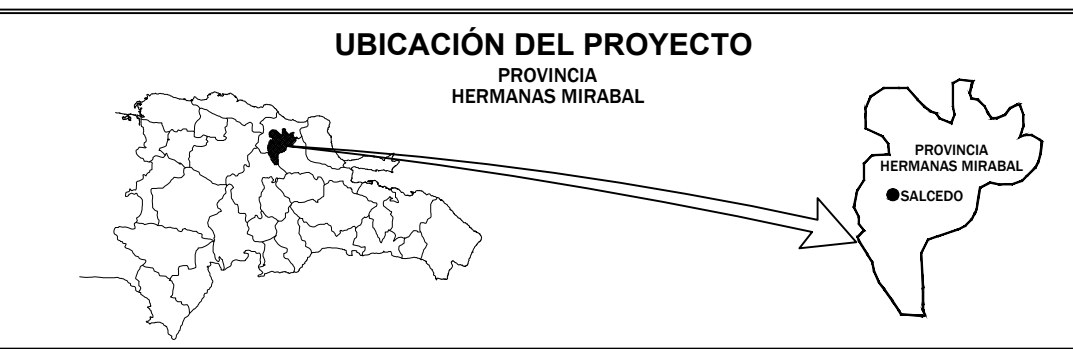 UBICACIÓN DEL PROYECTO
PROVINCIA
HERMANAS MIRABAL
PROVINCIA
HERMANAS MIRABAL
SALCEDO